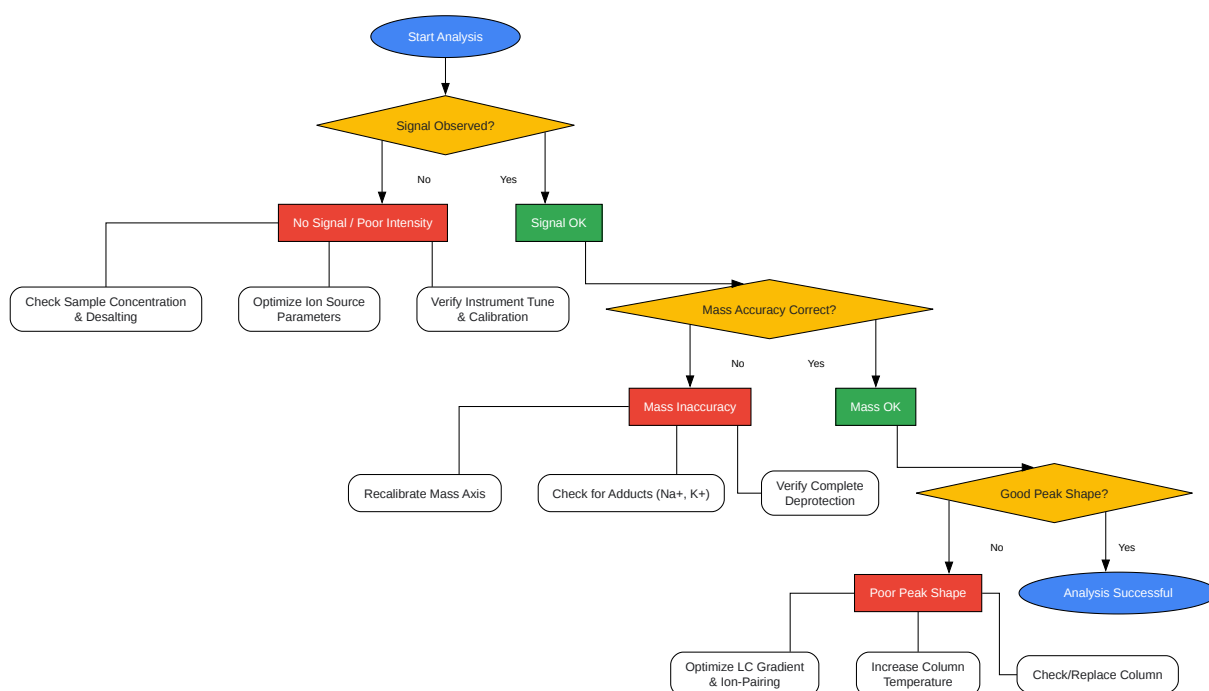 Start Analysis
Signal Observed?
No
Yes
No Signal / Poor Intensity
Signal OK
Check Sample Concentration
& Desalting
Optimize Ion Source
Parameters
Verify Instrument Tune
& Calibration
Mass Accuracy Correct?
No
Yes
Mass Inaccuracy
Mass OK
Recalibrate Mass Axis
Check for Adducts (Na+, K+)
Verify Complete
Deprotection
Good Peak Shape?
No
Yes
Poor Peak Shape
Analysis Successful
Optimize LC Gradient
& Ion-Pairing
Increase Column
Temperature
Check/Replace Column